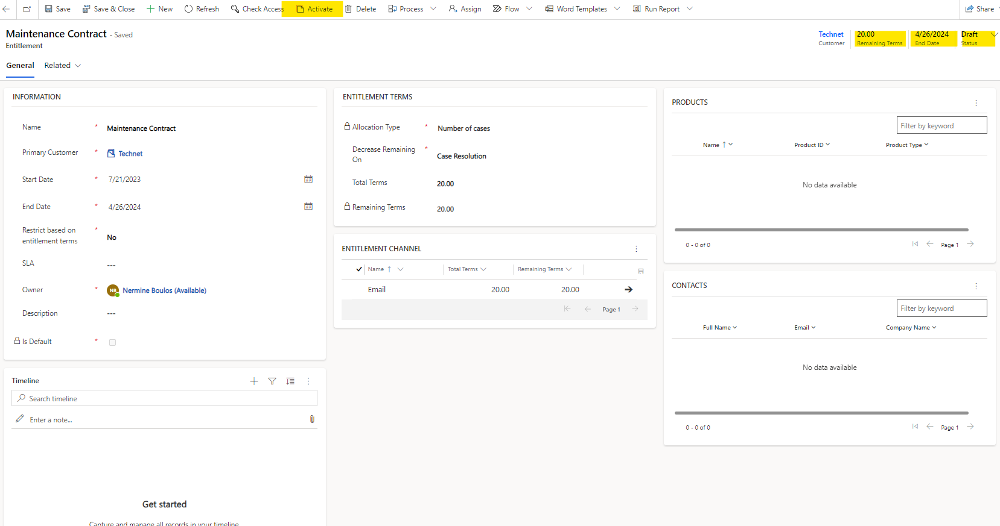 Save
Save & Close
New
Refresh
Check Access
Activate
Delete
Process
Assign
Flow
Word Templates
Run Report
Share
Maintenance Contract - Saved
Entitlement
Technet
Customer
20.00
Remaining Terms
4/26/2024
End Date
Draft
Status
General
Related
INFORMATION
Name * Maintenance Contract
Primary Customer * Technet
Start Date * 7/21/2023
End Date * 4/26/2024
Restrict based on
entitlement terms * No
SLA ---
Owner * NB Nermine Boulos (Available)
Description ---
Is Default *
Timeline
Search timeline
Enter a note...
Get started
Capture and manage all records in your timeline
ENTITLEMENT TERMS
Allocation Type * Number of cases
Decrease Remaining
On * Case Resolution
Total Terms 20.00
Remaining Terms 20.00
ENTITLEMENT CHANNEL
Name Total Terms Remaining Terms
Email 20.00 20.00
Page 1
PRODUCTS
Filter by keyword
Name Product ID Product Type
No data available
0 - 0 of 0 Page 1
CONTACTS
Filter by keyword
Full Name Email Company Name
No data available
0 - 0 of 0 Page 1